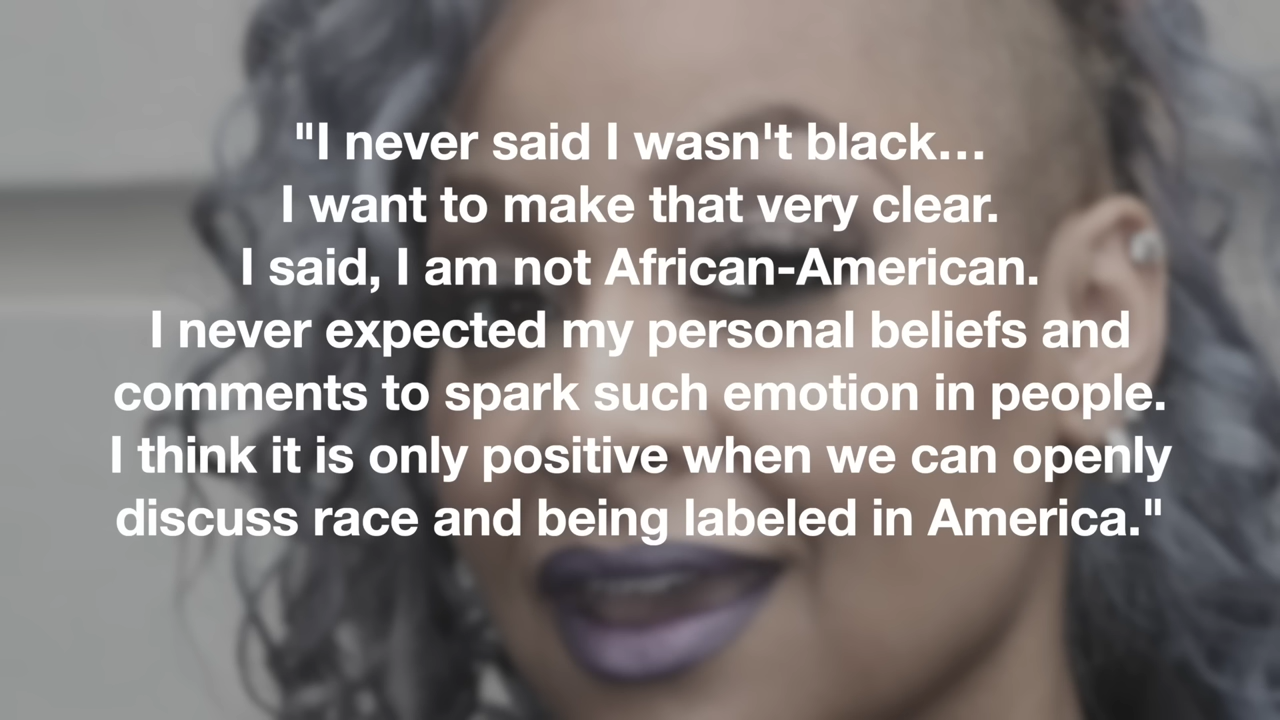 "I never said I wasn't black…
I want to make that very clear.
I said, I am not African-American.
I never expected my personal beliefs and
comments to spark such emotion in people.
I think it is only positive when we can openly
discuss race and being labeled in America."